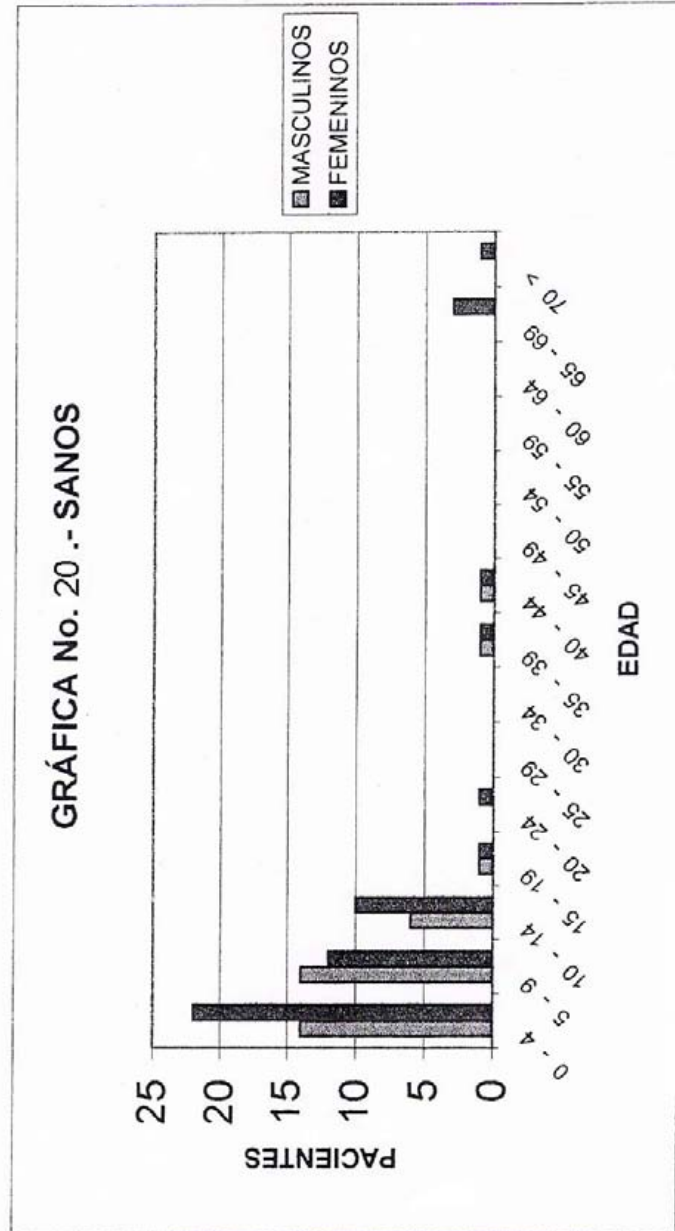 GRÁFICA No. 20 .- SANOS
PACIENTES
25
20
15
10
5
0
0 - 4
5 - 9
10 - 14
15 - 19
20 - 24
25 - 29
30 - 34
35 - 39
40 - 44
45 - 49
50 - 54
55 - 59
60 - 64
65 - 69
70 >
EDAD
MASCULINOS
FEMENINOS